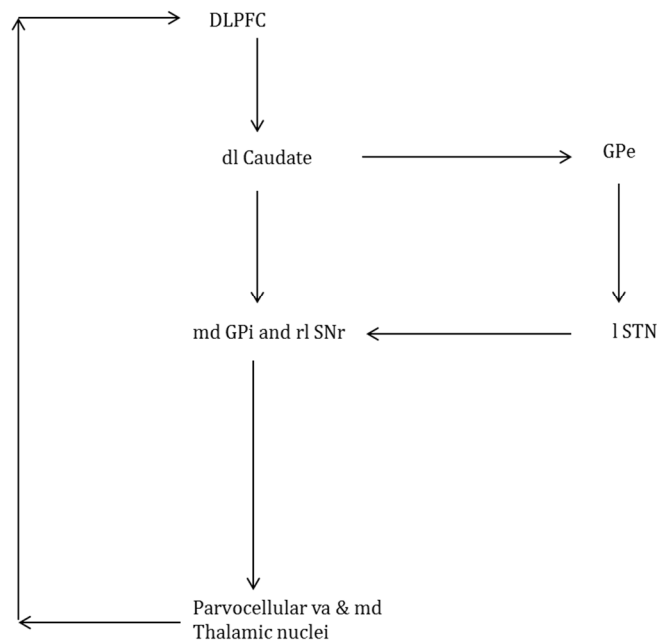 DLPFC
dl Caudate
GPe
md GPi and rl SNr
l STN
Parvocellular va & md
Thalamic nuclei